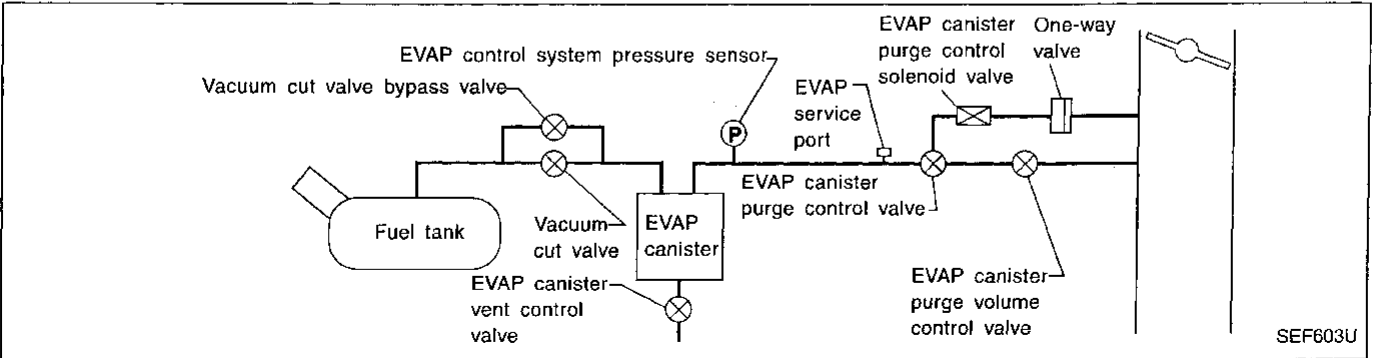 EVAP control system pressure sensor
Vacuum cut valve bypass valve
EVAP canister
purge control
solenoid valve
One-way
valve
EVAP
service
port
P
EVAP canister
purge control valve
Fuel tank
Vacuum
cut valve
EVAP
canister
EVAP canister
vent control
valve
EVAP canister
purge volume
control valve
SEF603U